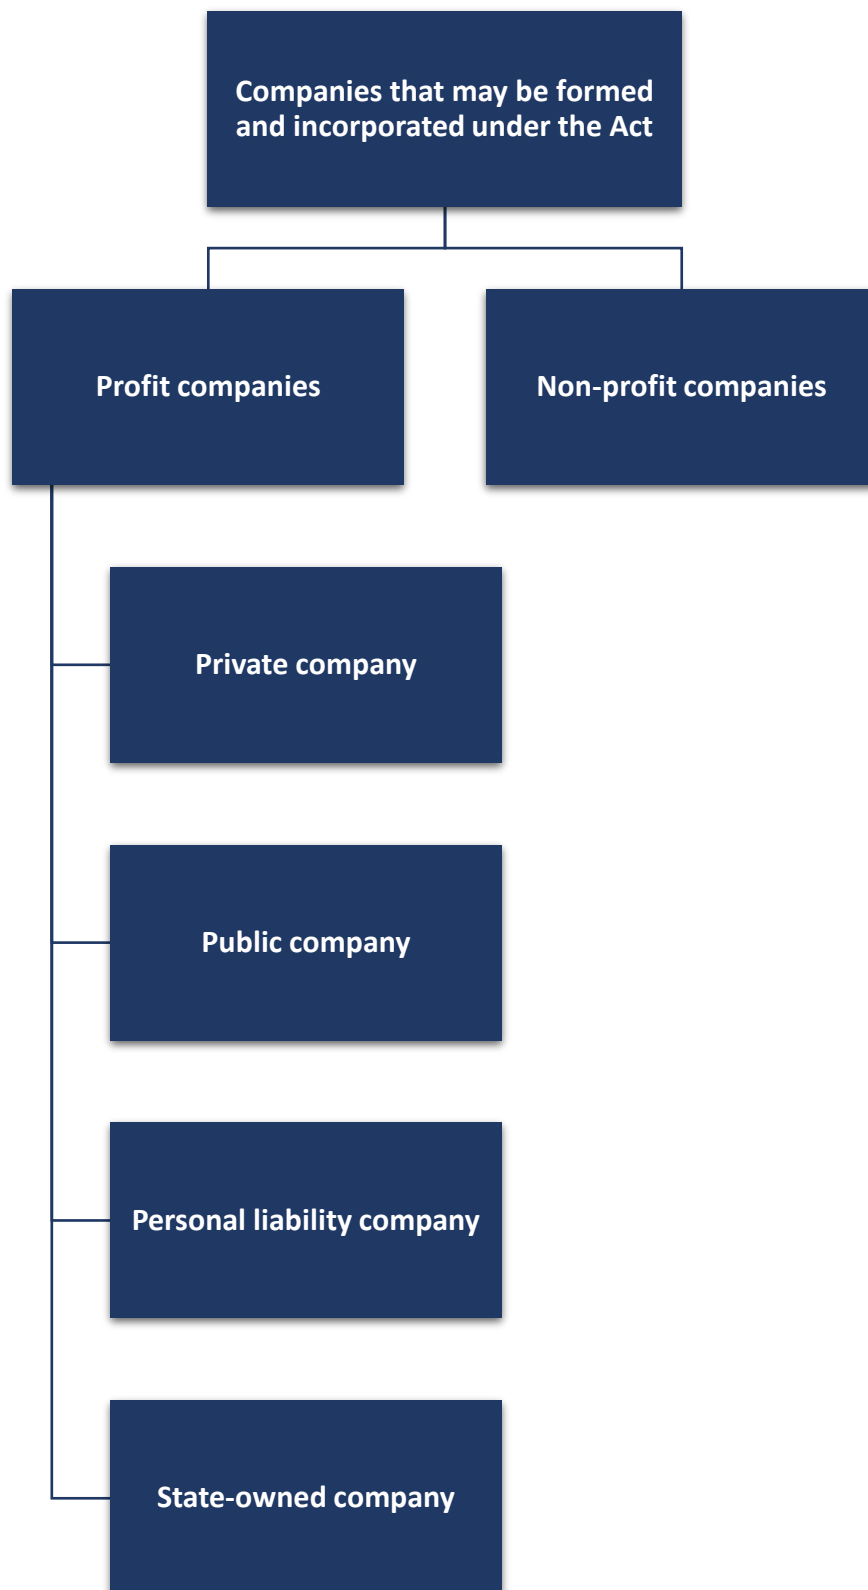 Companies that may be formed
and incorporated under the Act
Profit companies
Non-profit companies
Private company
Public company
Personal liability company
State-owned company